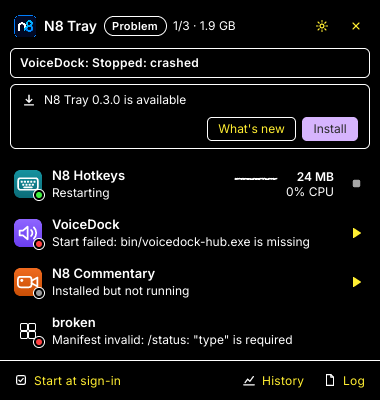 n8 N8 Tray Problem 1/3 · 1.9 GB
VoiceDock: Stopped: crashed
N8 Tray 0.3.0 is available
What's new Install
N8 Hotkeys 24 MB
Restarting 0% CPU
VoiceDock
Start failed: bin/voicedock-hub.exe is missing
N8 Commentary
Installed but not running
broken
Manifest invalid: /status: "type" is required
Start at sign-in History Log